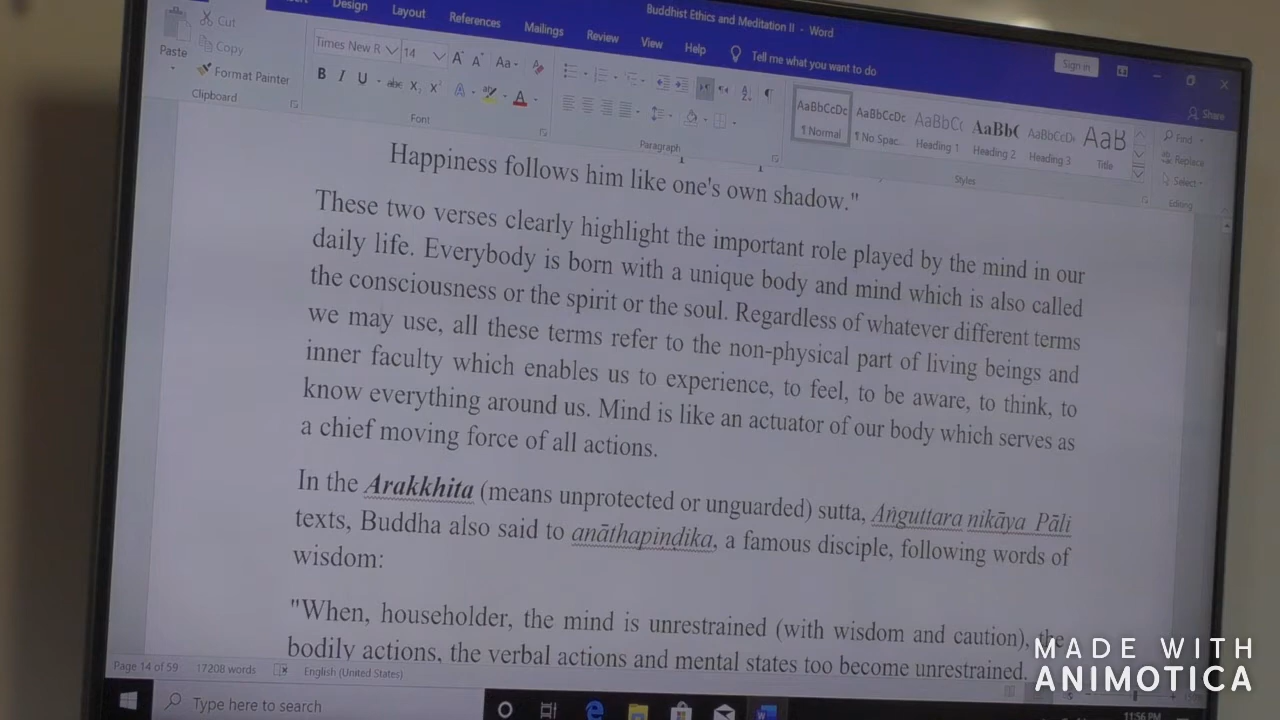 Buddhist Ethics and Meditation II - Word
Design Layout References Mailings Review View Help Tell me what you want to do Sign in
Share
Paste Cut
Copy
Format Painter
Clipboard
Times New R 14
B I U abc X₂ X²
Font
Paragraph
AaBbCcDc AaBbCcDc AaBbC( AaBb( AaBbCcD( AaB
¶ Normal ¶ No Spac... Heading 1 Heading 2 Heading 3 Title
Styles
Find
Replace
Select
Editing
Happiness follows him like one's own shadow."
These two verses clearly highlight the important role played by the mind in our
daily life. Everybody is born with a unique body and mind which is also called
the consciousness or the spirit or the soul. Regardless of whatever different terms
we may use, all these terms refer to the non-physical part of living beings and
inner faculty which enables us to experience, to feel, to be aware, to think, to
know everything around us. Mind is like an actuator of our body which serves as
a chief moving force of all actions.
In the Arakkhita (means unprotected or unguarded) sutta, Aṅguttara nikāya Pāli
texts, Buddha also said to anāthapiṇḍika, a famous disciple, following words of
wisdom:
"When, householder, the mind is unrestrained (with wisdom and caution), the
bodily actions, the verbal actions and mental states too become unrestrained.
Page 14 of 59 17208 words English (United States)
Type here to search
11:56 PM
MADE WITH
ANIMOTICA